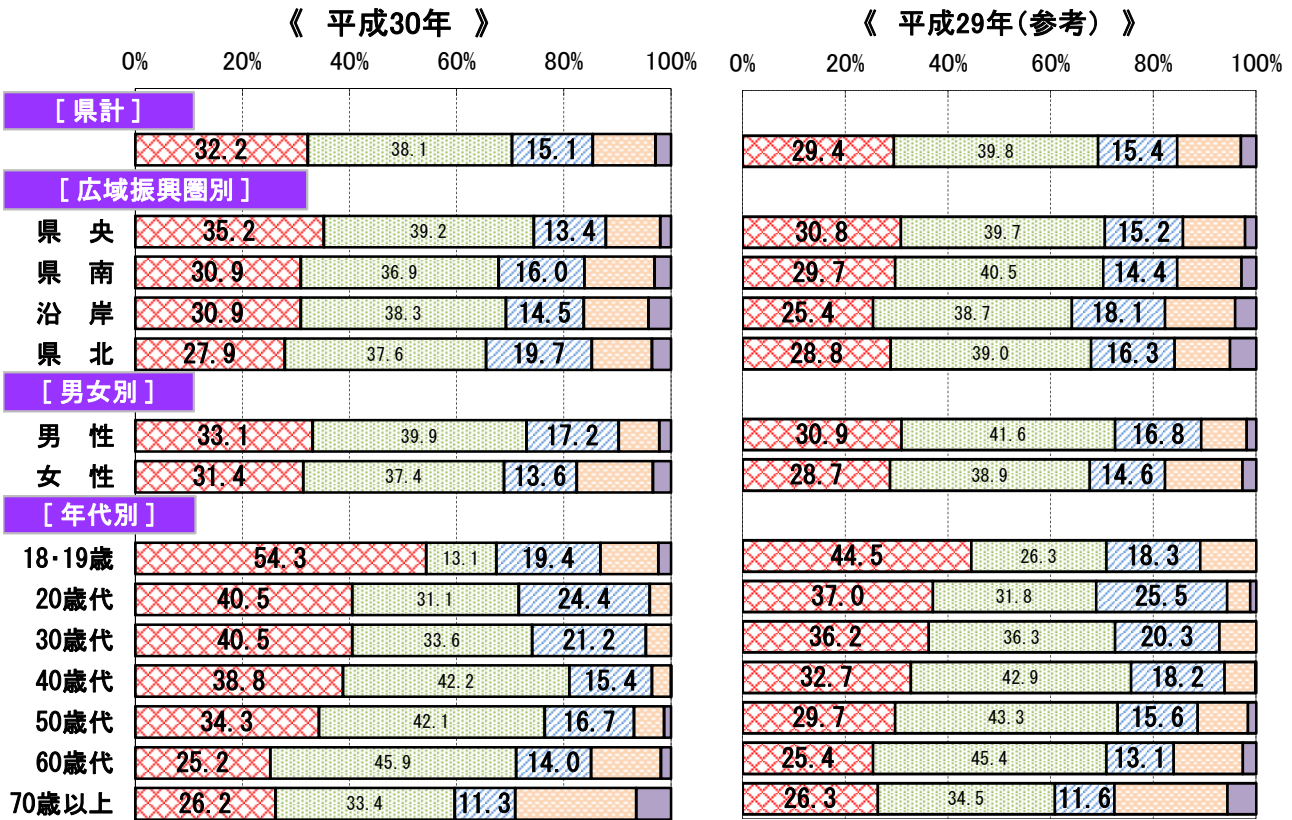 《 平成30年 》 《 平成29年(参考) 》
0% 20% 40% 60% 80% 100% 0% 20% 40% 60% 80% 100%
[ 県計 ]
32.2 38.1 15.1 29.4 39.8 15.4
[ 広域振興圏別 ]
県 央 35.2 39.2 13.4 30.8 39.7 15.2
県 南 30.9 36.9 16.0 29.7 40.5 14.4
沿 岸 30.9 38.3 14.5 25.4 38.7 18.1
県 北 27.9 37.6 19.7 28.8 39.0 16.3
[ 男女別 ]
男 性 33.1 39.9 17.2 30.9 41.6 16.8
女 性 31.4 37.4 13.6 28.7 38.9 14.6
[ 年代別 ]
18・19歳 54.3 13.1 19.4 44.5 26.3 18.3
20歳代 40.5 31.1 24.4 37.0 31.8 25.5
30歳代 40.5 33.6 21.2 36.2 36.3 20.3
40歳代 38.8 42.2 15.4 32.7 42.9 18.2
50歳代 34.3 42.1 16.7 29.7 43.3 15.6
60歳代 25.2 45.9 14.0 25.4 45.4 13.1
70歳以上 26.2 33.4 11.3 26.3 34.5 11.6